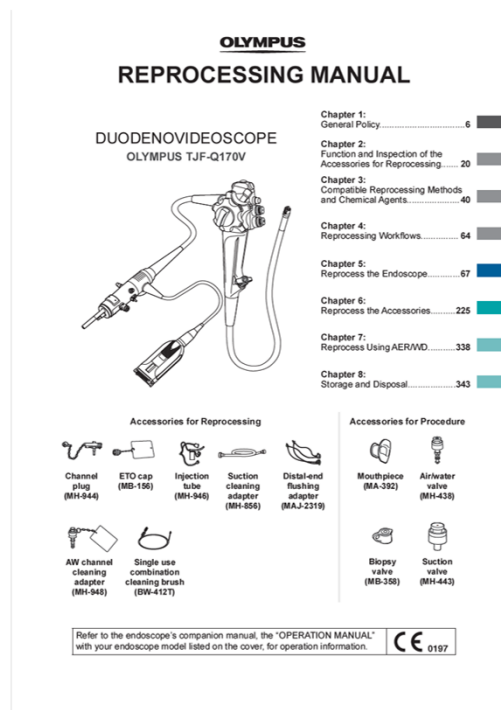 OLYMPUS
REPROCESSING MANUAL
DUODENOVIDEOSCOPE
OLYMPUS TJF-Q170V
Chapter 1:
General Policy..................................6
Chapter 2:
Function and Inspection of the
Accessories for Reprocessing....... 20
Chapter 3:
Compatible Reprocessing Methods
and Chemical Agents..................... 40
Chapter 4:
Reprocessing Workflows............... 64
Chapter 5:
Reprocess the Endoscope.............67
Chapter 6:
Reprocess the Accessories..........225
Chapter 7:
Reprocess Using AER/WD...........338
Chapter 8:
Storage and Disposal...................343
Accessories for Reprocessing
Channel
plug
(MH-944)
ETO cap
(MB-156)
Injection
tube
(MH-946)
Suction
cleaning
adapter
(MH-856)
Distal-end
flushing
adapter
(MAJ-2319)
AW channel
cleaning
adapter
(MH-948)
Single use
combination
cleaning brush
(BW-412T)
Accessories for Procedure
Mouthpiece
(MA-392)
Air/water
valve
(MH-438)
Biopsy
valve
(MB-358)
Suction
valve
(MH-443)
Refer to the endoscope's companion manual, the "OPERATION MANUAL"
with your endoscope model listed on the cover, for operation information.
CE 0197